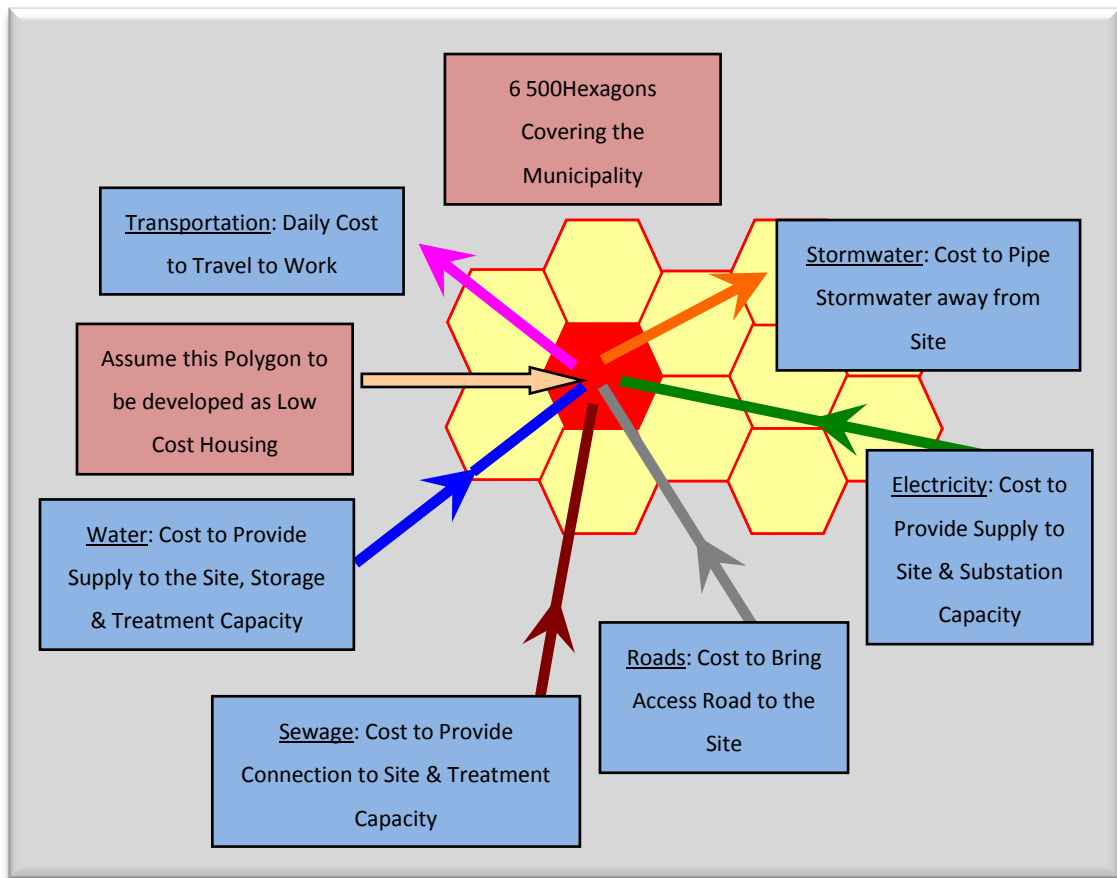 6 500Hexagons
Covering the
Municipality
Transportation: Daily Cost
to Travel to Work
Stormwater: Cost to Pipe
Stormwater away from
Site
Assume this Polygon to
be developed as Low
Cost Housing
Water: Cost to Provide
Supply to the Site, Storage
& Treatment Capacity
Electricity: Cost to
Provide Supply to
Site & Substation
Capacity
Roads: Cost to Bring
Access Road to the
Site
Sewage: Cost to Provide
Connection to Site & Treatment
Capacity